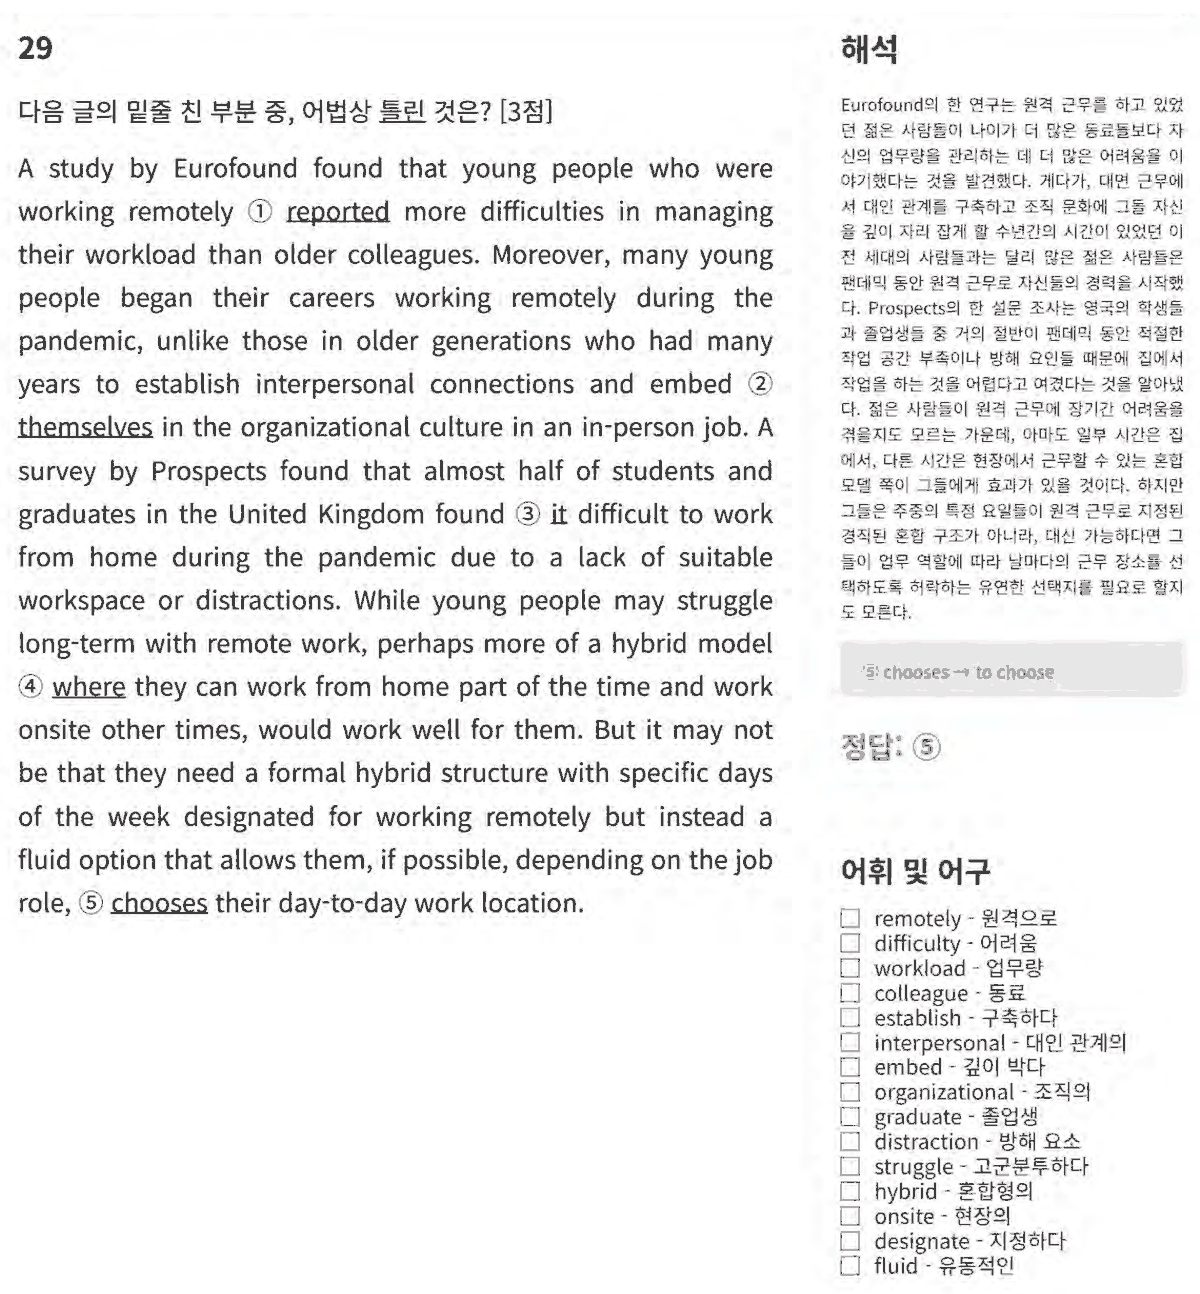 29
다음 글의 밑줄 친 부분 중, 어법상 틀린 것은? [3점]
A study by Eurofound found that young people who were
working remotely ① reported more difficulties in managing
their workload than older colleagues. Moreover, many young
people began their careers working remotely during the
pandemic, unlike those in older generations who had many
years to establish interpersonal connections and embed ②
themselves in the organizational culture in an in-person job. A
survey by Prospects found that almost half of students and
graduates in the United Kingdom found ③ it difficult to work
from home during the pandemic due to a lack of suitable
workspace or distractions. While young people may struggle
long-term with remote work, perhaps more of a hybrid model
④ where they can work from home part of the time and work
onsite other times, would work well for them. But it may not
be that they need a formal hybrid structure with specific days
of the week designated for working remotely but instead a
fluid option that allows them, if possible, depending on the job
role, ⑤ chooses their day-to-day work location.
해석
Eurofound의 한 연구는 원격 근무를 하고 있었
던 젊은 사람들이 나이가 더 많은 동료들보다 자
신의 업무량을 관리하는 데 더 많은 어려움을 이
야기했다는 것을 발견했다. 게다가, 대면 근무에
서 대인 관계를 구축하고 조직 문화에 그들 자신
을 깊이 자리 잡게 할 수년간의 시간이 있었던 이
전 세대의 사람들과는 달리 많은 젊은 사람들은
팬데믹 동안 원격 근무로 자신들의 경력을 시작했
다. Prospects의 한 설문 조사는 영국의 학생들
과 졸업생들 중 거의 절반이 팬데믹 동안 적절한
작업 공간 부족이나 방해 요인들 때문에 집에서
작업을 하는 것을 어렵다고 여겼다는 것을 알아냈
다. 젊은 사람들이 원격 근무에 장기간 어려움을
겪을지도 모르는 가운데, 아마도 일부 시간은 집
에서, 다른 시간은 현장에서 근무할 수 있는 혼합
모델 쪽이 그들에게 효과가 있을 것이다. 하지만
그들은 주중의 특정 요일들이 원격 근무로 지정된
경직된 혼합 구조가 아니라, 대신 가능하다면 그
들이 업무 역할에 따라 날마다의 근무 장소를 선
택하도록 허락하는 유연한 선택지를 필요로 할지
도 모른다.
⑤ chooses → to choose
정답: ⑤
어휘 및 어구
remotely - 원격으로
difficulty - 어려움
workload - 업무량
colleague - 동료
establish - 구축하다
interpersonal - 대인 관계의
embed - 깊이 박다
organizational - 조직의
graduate - 졸업생
distraction - 방해 요소
struggle - 고군분투하다
hybrid - 혼합형의
onsite - 현장의
designate - 지정하다
fluid - 유동적인